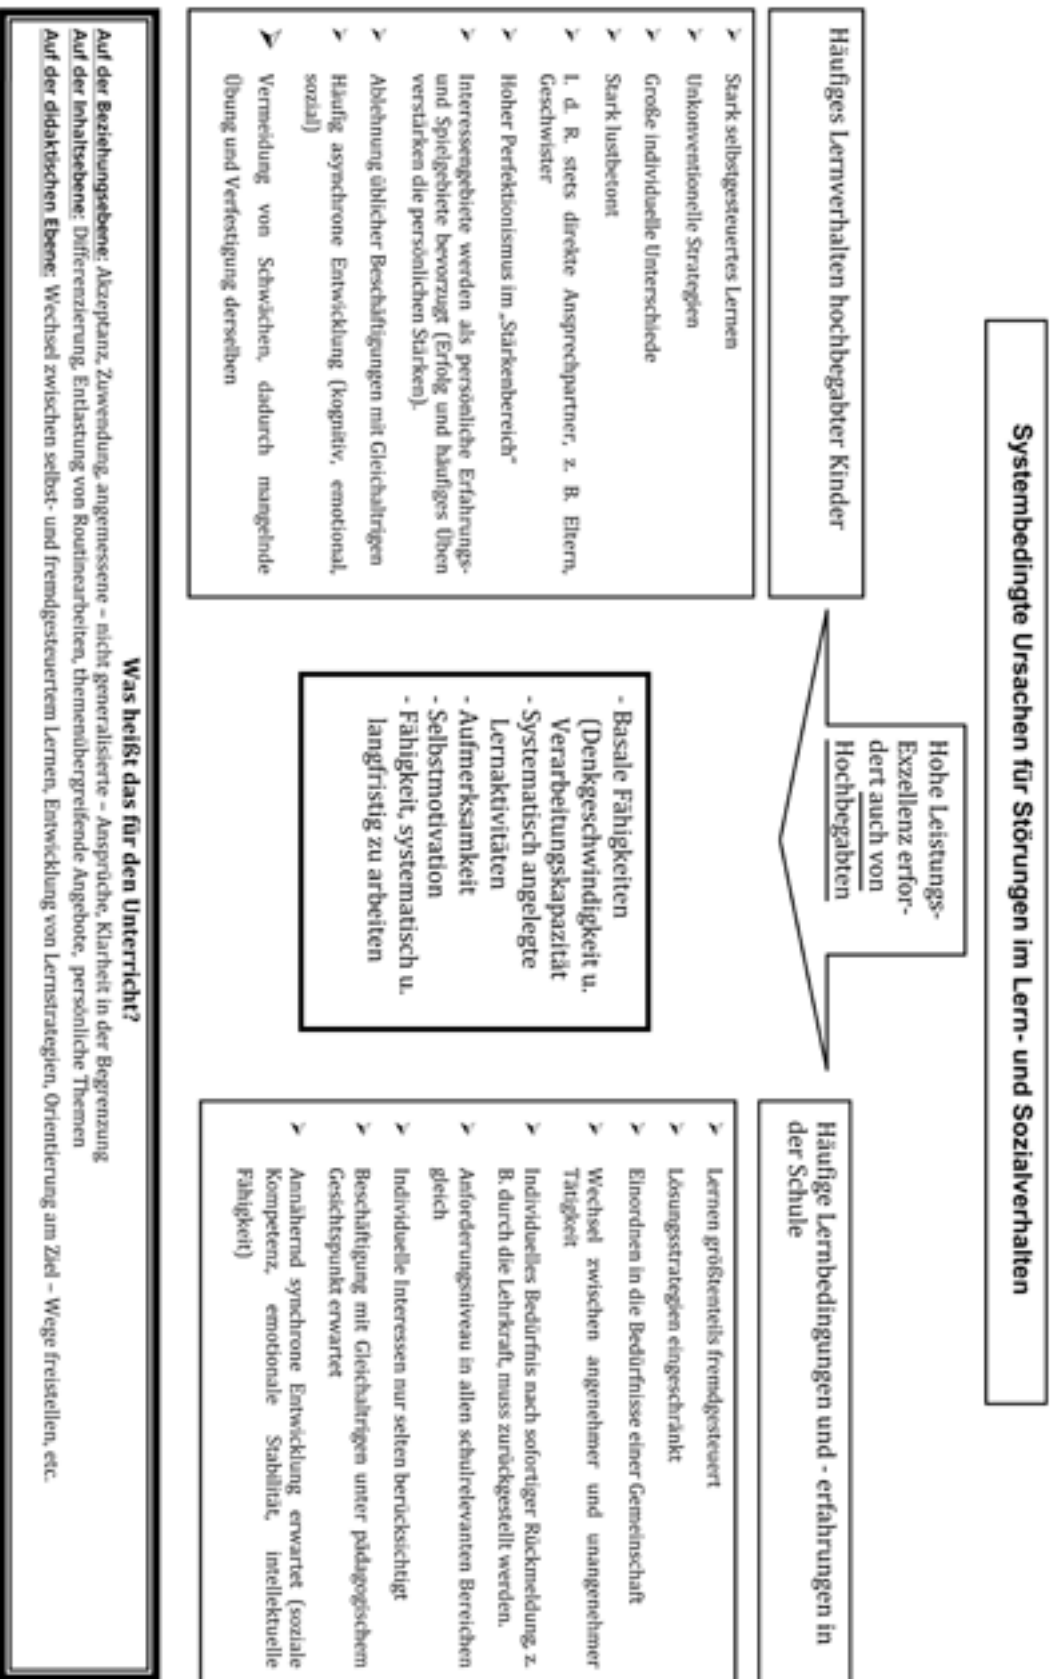 Systembedingte Ursachen für Störungen im Lern- und Sozialverhalten
Häufiges Lernverhalten hochbegabter Kinder
Stark selbstgesteuertes Lernen
Unkonventionelle Strategien
Große individuelle Unterschiede
Stark lustbetont
I. d. R. stets direkte Ansprechpartner, z. B. Eltern,
Geschwister
Hoher Perfektionismus im „Stärkenbereich“
Interessengebiete werden als persönliche Erfahrungs-
und Spielgebiete bevorzugt (Erfolg und häufiges Üben
verstärken die persönlichen Stärken).
Ablehnung üblicher Beschäftigungen mit Gleichaltrigen
Häufig asynchrone Entwicklung (kognitiv, emotional,
sozial)
Vermeidung von Schwächen, dadurch mangelnde
Übung und Verfestigung derselben
Hohe Leistungs-
Exzellenz erfor-
dert auch von
Hochbegabten
- Basale Fähigkeiten
(Denkgeschwindigkeit u.
Verarbeitungskapazität
- Systematisch angelegte
Lernaktivitäten
- Aufmerksamkeit
- Selbstmotivation
- Fähigkeit, systematisch u.
langfristig zu arbeiten
Häufige Lernbedingungen und - erfahrungen in
der Schule
Lernen größtenteils fremdgesteuert
Lösungsstrategien eingeschränkt
Einordnen in die Bedürfnisse einer Gemeinschaft
Wechsel zwischen angenehmer und unangenehmer
Tätigkeit
Individuelles Bedürfnis nach sofortiger Rückmeldung, z.
B. durch die Lehrkraft, muss zurückgestellt werden.
Anforderungsniveau in allen schulrelevanten Bereichen
gleich
Individuelle Interessen nur selten berücksichtigt
Beschäftigung mit Gleichaltrigen unter pädagogischem
Gesichtspunkt erwartet
Annähernd synchrone Entwicklung erwartet (soziale
Kompetenz, emotionale Stabilität, intellektuelle
Fähigkeit)
Was heißt das für den Unterricht?
Auf der Beziehungsebene: Akzeptanz, Zuwendung, angemessene – nicht generalisierte – Ansprüche, Klarheit in der Begrenzung
Auf der Inhaltsebene: Differenzierung, Entlastung von Routinearbeiten, themenübergreifende Angebote, persönliche Themen
Auf der didaktischen Ebene: Wechsel zwischen selbst- und fremdgesteuertem Lernen, Entwicklung von Lernstrategien, Orientierung am Ziel – Wege freistellen, etc.